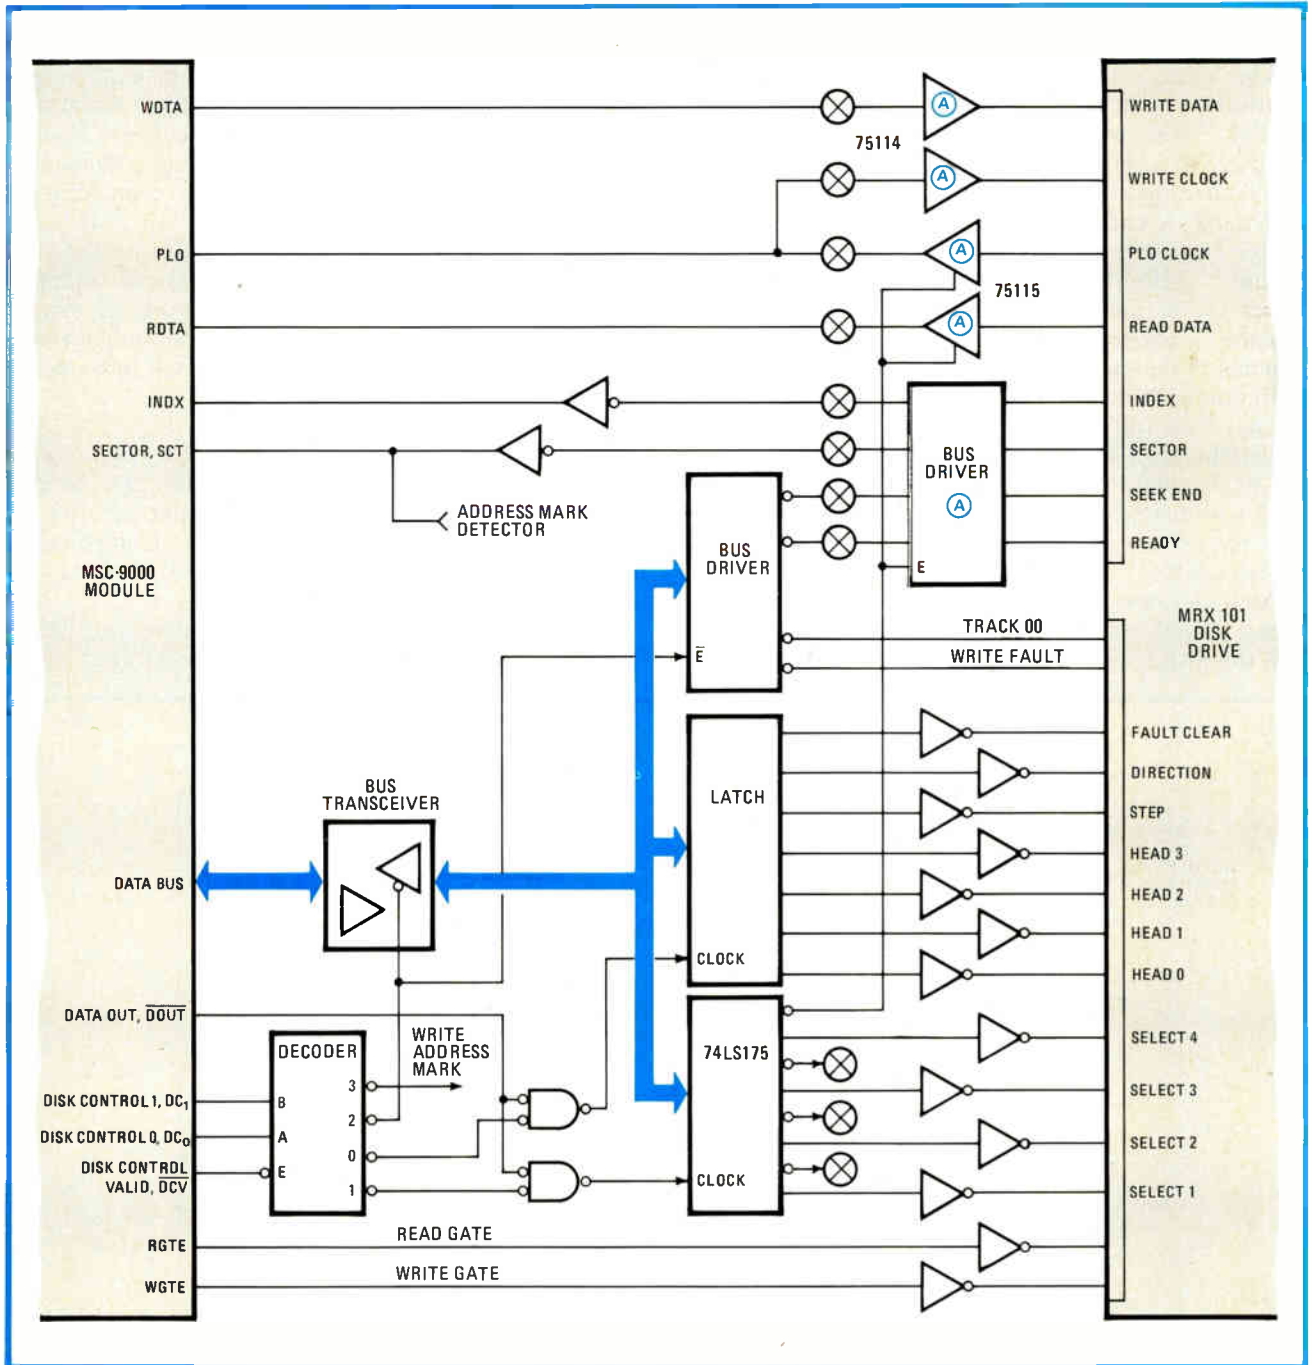 WDTA
PLO
RDTA
INDX
SECTOR, SCT
ADDRESS MARK
DETECTOR
MSC-9000
MODULE
DATA BUS
DATA OUT, DOUT
DISK CONTROL 1, DC1
DISK CONTROL 0, DC0
DISK CONTROL
VALID, DCV
RGTE
WGTE
75114
A
A
A
75115
A
BUS
DRIVER
A
E
BUS
DRIVER
E
TRACK 00
WRITE FAULT
BUS
TRANSCEIVER
LATCH
CLOCK
WRITE
ADDRESS
MARK
DECODER
3
B
2
A
0
E
1
74LS175
CLOCK
READ GATE
WRITE GATE
WRITE DATA
WRITE CLOCK
PLO CLOCK
READ DATA
INDEX
SECTOR
SEEK END
READY
MRX 101
DISK
DRIVE
FAULT CLEAR
DIRECTION
STEP
HEAD 3
HEAD 2
HEAD 1
HEAD 0
SELECT 4
SELECT 3
SELECT 2
SELECT 1